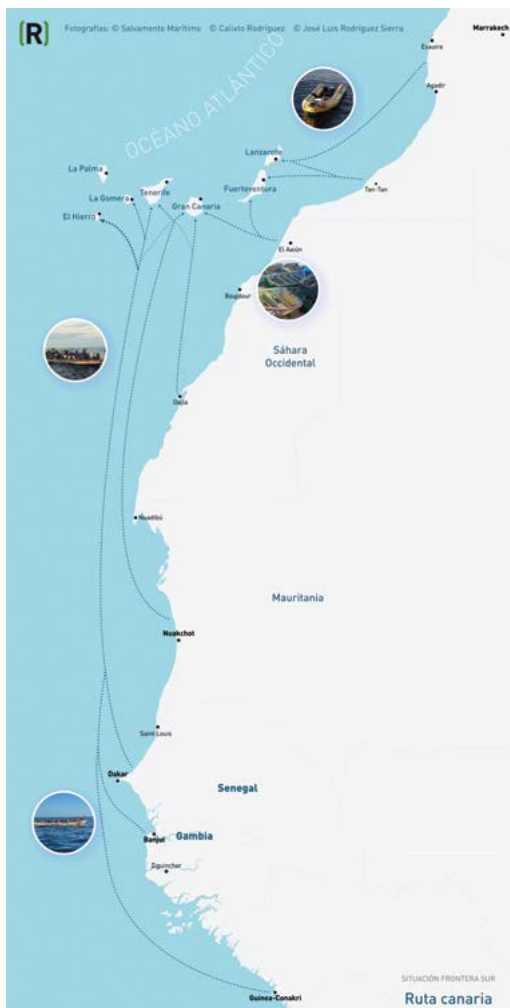 (R)
Fotografías: © Salvamento Marítimo © Calixto Rodríguez © José Luis Rodríguez Sierra
Marrakech
Esauira
Agadir
OCÉANO ATLÁNTICO
Lanzarote
La Palma
Tan-Tan
Tenerife
Fuerteventura
La Gomera
Gran Canaria
El Hierro
El Aaiún
Boujdour
Sáhara
Occidental
Dajla
Nuadibú
Mauritania
Nuakchot
Saint Louis
Dakar
Senegal
Gambia
Banjul
Ziguinchor
SITUACIÓN FRONTERA SUR
Guinea-Conakri
Ruta canaria